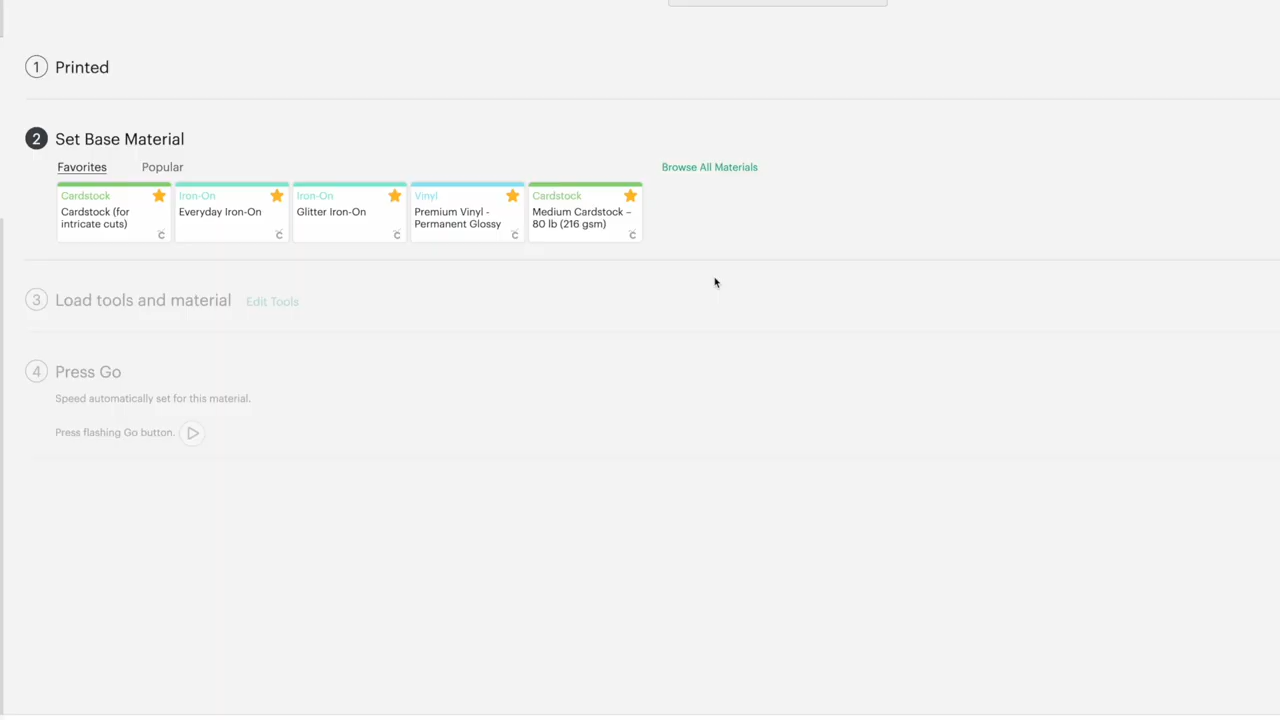 1 Printed
2 Set Base Material
Favorites Popular Browse All Materials
Cardstock
Cardstock (for
intricate cuts)
Iron-On
Everyday Iron-On
Iron-On
Glitter Iron-On
Vinyl
Premium Vinyl -
Permanent Glossy
Cardstock
Medium Cardstock –
80 lb (216 gsm)
3 Load tools and material Edit Tools
4 Press Go
Speed automatically set for this material.
Press flashing Go button.